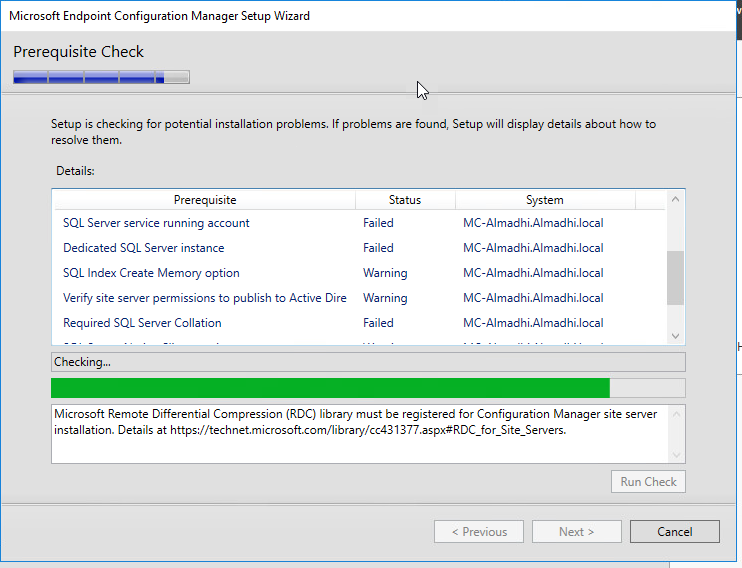 Microsoft Endpoint Configuration Manager Setup Wizard
Prerequisite Check
Setup is checking for potential installation problems. If problems are found, Setup will display details about how to
resolve them.
Details:
Prerequisite Status System
SQL Server service running account Failed MC-Almadhi.Almadhi.local
Dedicated SQL Server instance Failed MC-Almadhi.Almadhi.local
SQL Index Create Memory option Warning MC-Almadhi.Almadhi.local
Verify site server permissions to publish to Active Dire Warning MC-Almadhi.Almadhi.local
Required SQL Server Collation Failed MC-Almadhi.Almadhi.local
Checking...
Microsoft Remote Differential Compression (RDC) library must be registered for Configuration Manager site server
installation. Details at https://technet.microsoft.com/library/cc431377.aspx#RDC_for_Site_Servers.
Run Check
< Previous Next > Cancel